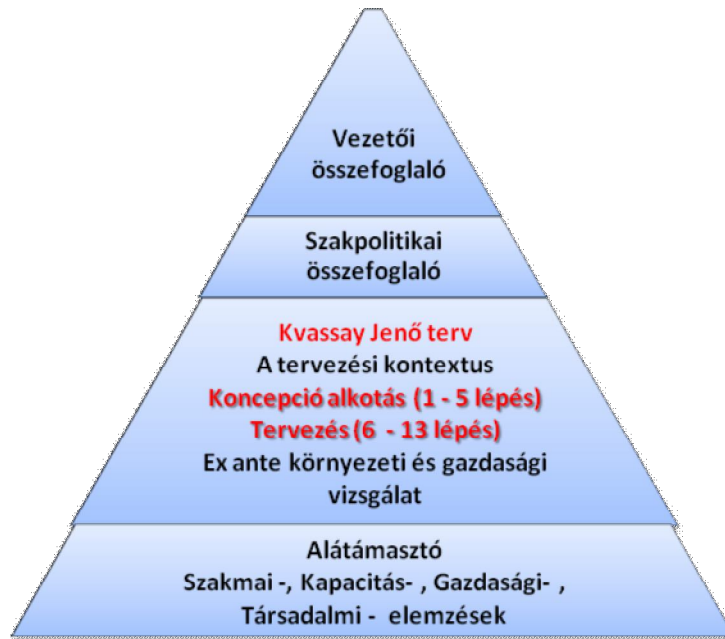 Vezetői
összefoglaló
Szakpolitikai
összefoglaló
Kvassay Jenő terv
A tervezési kontextus
Koncepció alkotás (1 - 5 lépés)
Tervezés (6 - 13 lépés)
Ex ante környezeti és gazdasági
vizsgálat
Alátámasztó
Szakmai -, Kapacitás- , Gazdasági- ,
Társadalmi - elemzések